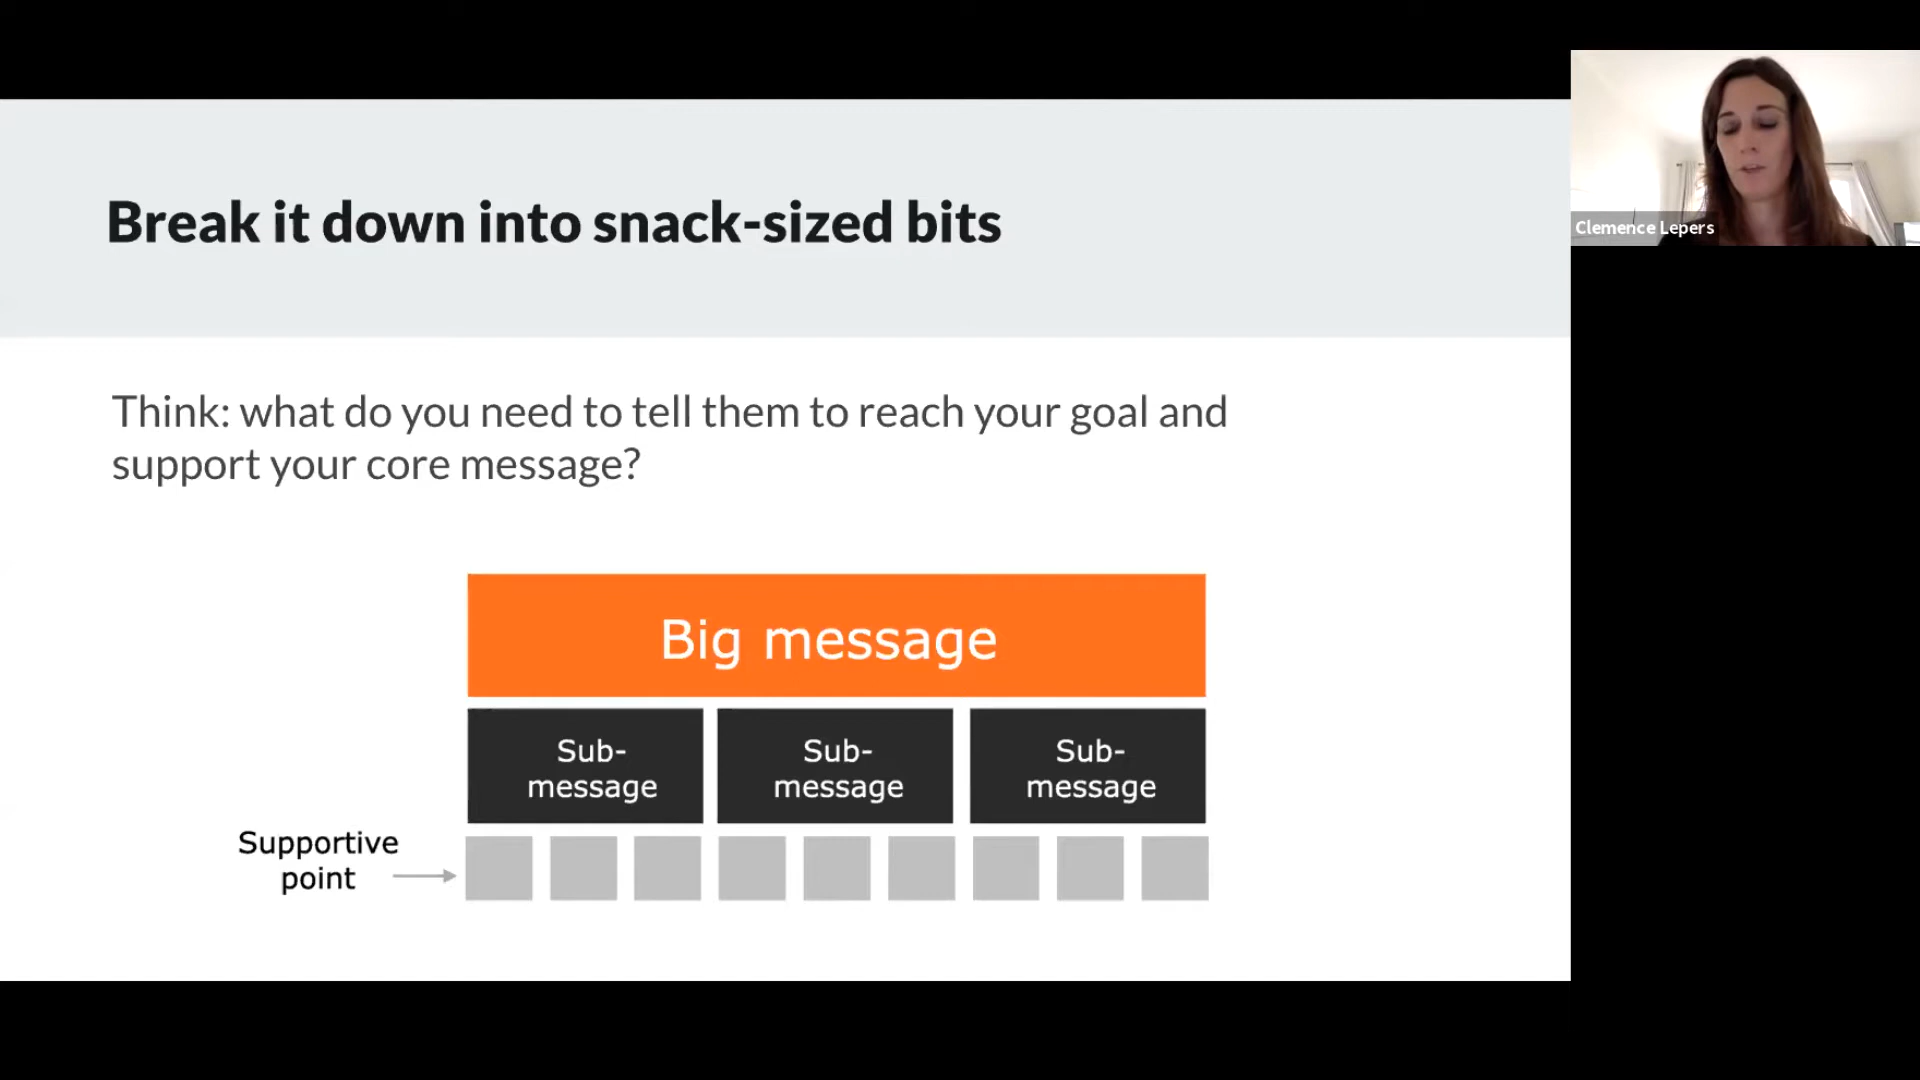 Break it down into snack-sized bits
Clemence Lepers
Think: what do you need to tell them to reach your goal and
support your core message?
Big message
Sub-
message
Sub-
message
Sub-
message
Supportive
point